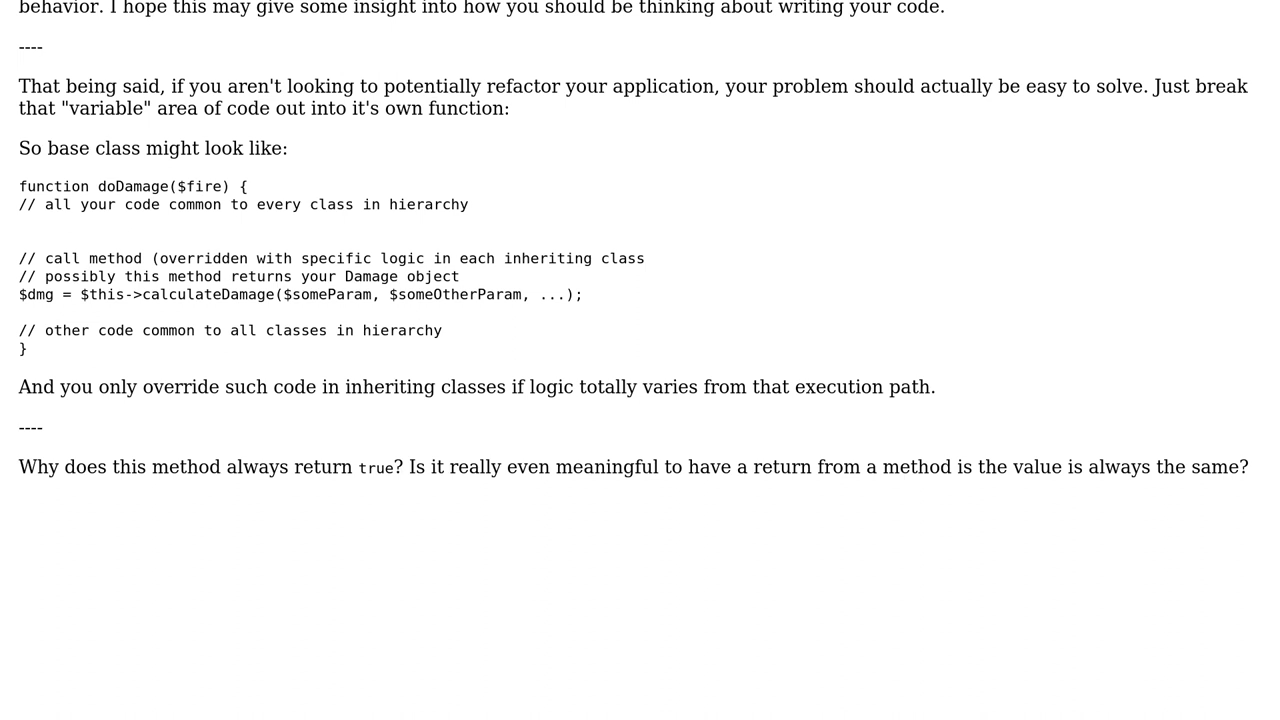 behavior. I hope this may give some insight into how you should be thinking about writing your code.
----
That being said, if you aren't looking to potentially refactor your application, your problem should actually be easy to solve. Just break
that "variable" area of code out into it's own function:
So base class might look like:
function doDamage($fire) {
// all your code common to every class in hierarchy
// call method (overridden with specific logic in each inheriting class
// possibly this method returns your Damage object
$dmg = $this->calculateDamage($someParam, $someOtherParam, ...);
// other code common to all classes in hierarchy
}
And you only override such code in inheriting classes if logic totally varies from that execution path.
----
Why does this method always return true? Is it really even meaningful to have a return from a method is the value is always the same?